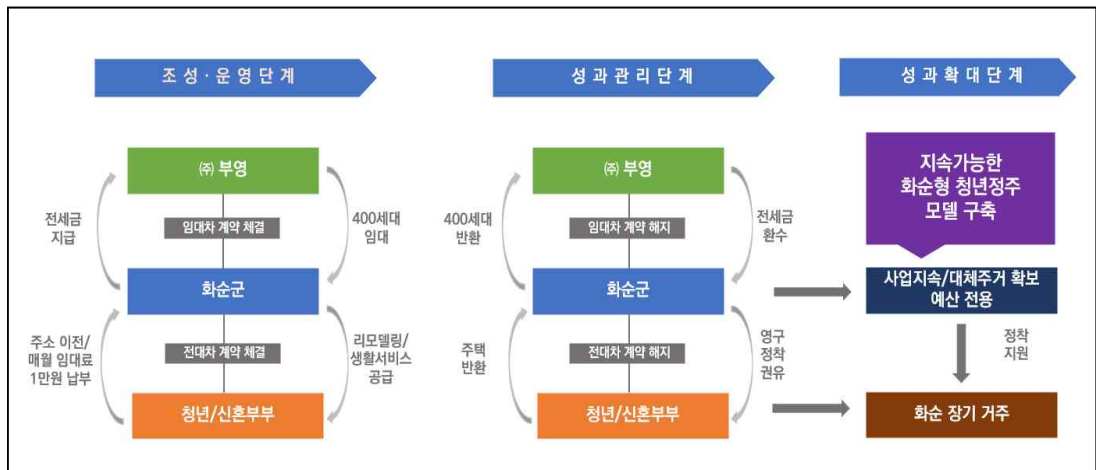 조성·운영단계
성과관리단계
성과확대단계
㈜ 부영
전세금
지급
임대차 계약 체결
400세대
임대
화순군
주소 이전/
매월 임대료
1만원 납부
전대차 계약 체결
리모델링/
생활서비스
공급
청년/신혼부부
㈜ 부영
400세대
반환
임대차 계약 해지
전세금
환수
화순군
주택
반환
전대차 계약 해지
영구
정착
권유
청년/신혼부부
지속가능한
화순형 청년정주
모델 구축
사업지속/대체주거 확보
예산 전용
정착
지원
화순 장기 거주